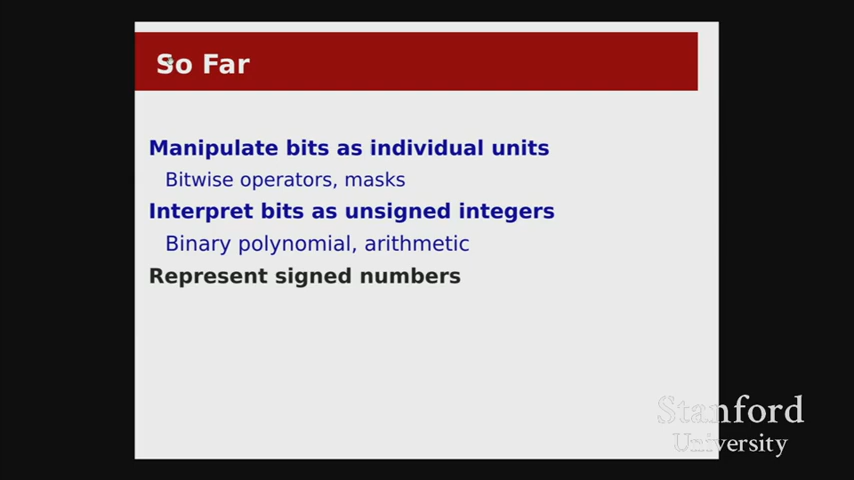 So Far
Manipulate bits as individual units
Bitwise operators, masks
Interpret bits as unsigned integers
Binary polynomial, arithmetic
Represent signed numbers
Stanford
University